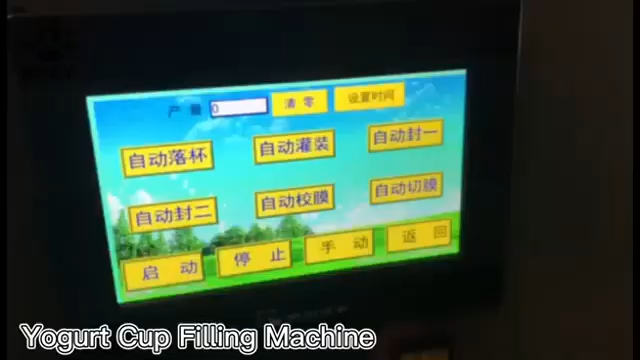 产量 0 清零 设置时间
自动落杯 自动灌装 自动封一
自动封二 自动校膜 自动切膜
启动 停止 手动 返回
Yogurt Cup Filling Machine